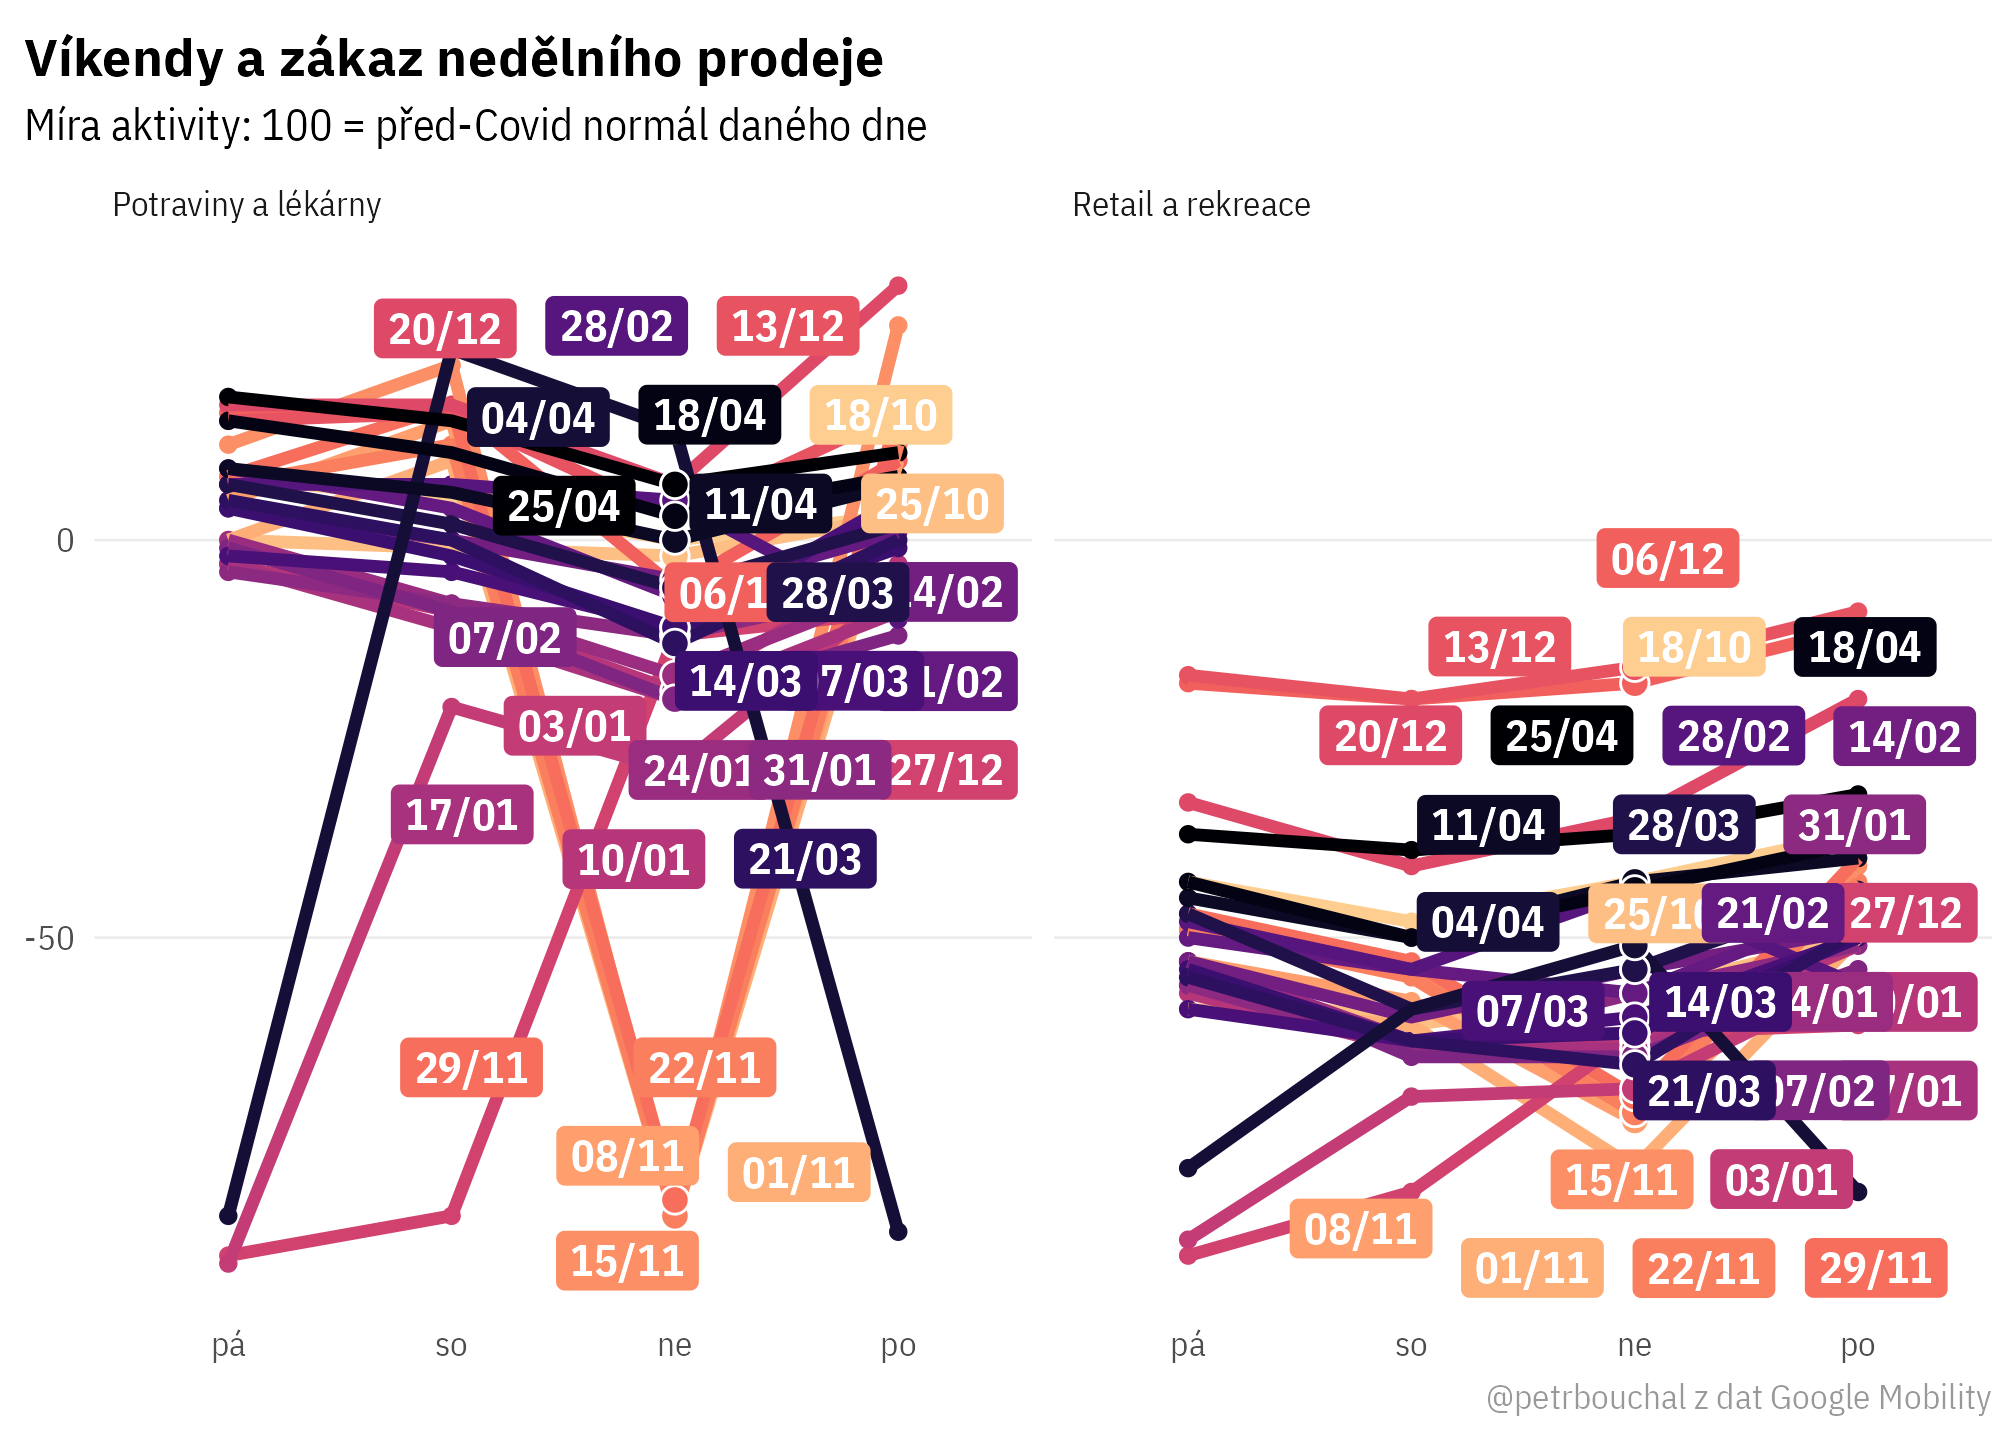 Víkendy a zákaz nedělního prodeje
Míra aktivity: 100 = před-Covid normál daného dne
Potraviny a lékárny
20/12 28/02 13/12
04/04 18/04 18/10
25/04 11/04 25/10
0
06/1 28/03 4/02
07/02
14/03 7/03 1/02
03/01
24/01 31/01 27/12
17/01
10/01 21/03
-50
29/11 22/11
08/11 01/11
15/11
pá so ne po
Retail a rekreace
06/12
13/12 18/10 18/04
20/12 25/04 28/02 14/02
11/04 28/03 31/01
04/04 25/10 21/02 27/12
07/03 14/03 4/01 /01
21/03 07/02 /01
15/11 03/01
08/11
01/11 22/11 29/11
pá so ne po
@petrbouchal z dat Google Mobility